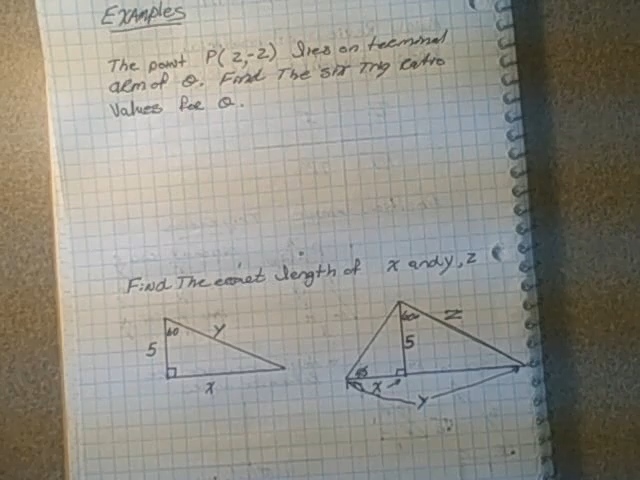 Examples
The point P(2,-2) lies on terminal
arm of θ. Find The six Trig Ratio
Values for θ.
Find The exact length of x and y, z
60
y
5
x
60
z
5
x
y